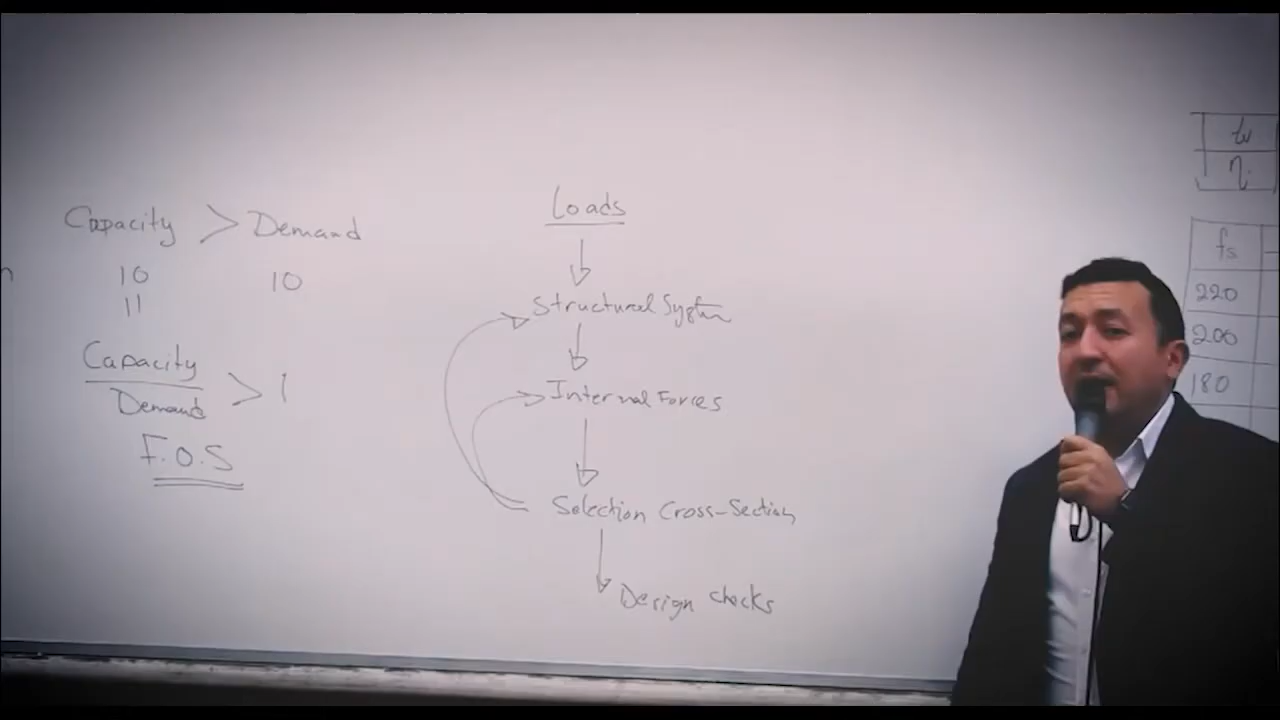 Capacity > Demand
10 10
11
Capacity
Demand
> 1
F.O.S
Loads
Structural System
Internal Forces
Selection Cross-Section
Design checks
fs
220
200
180